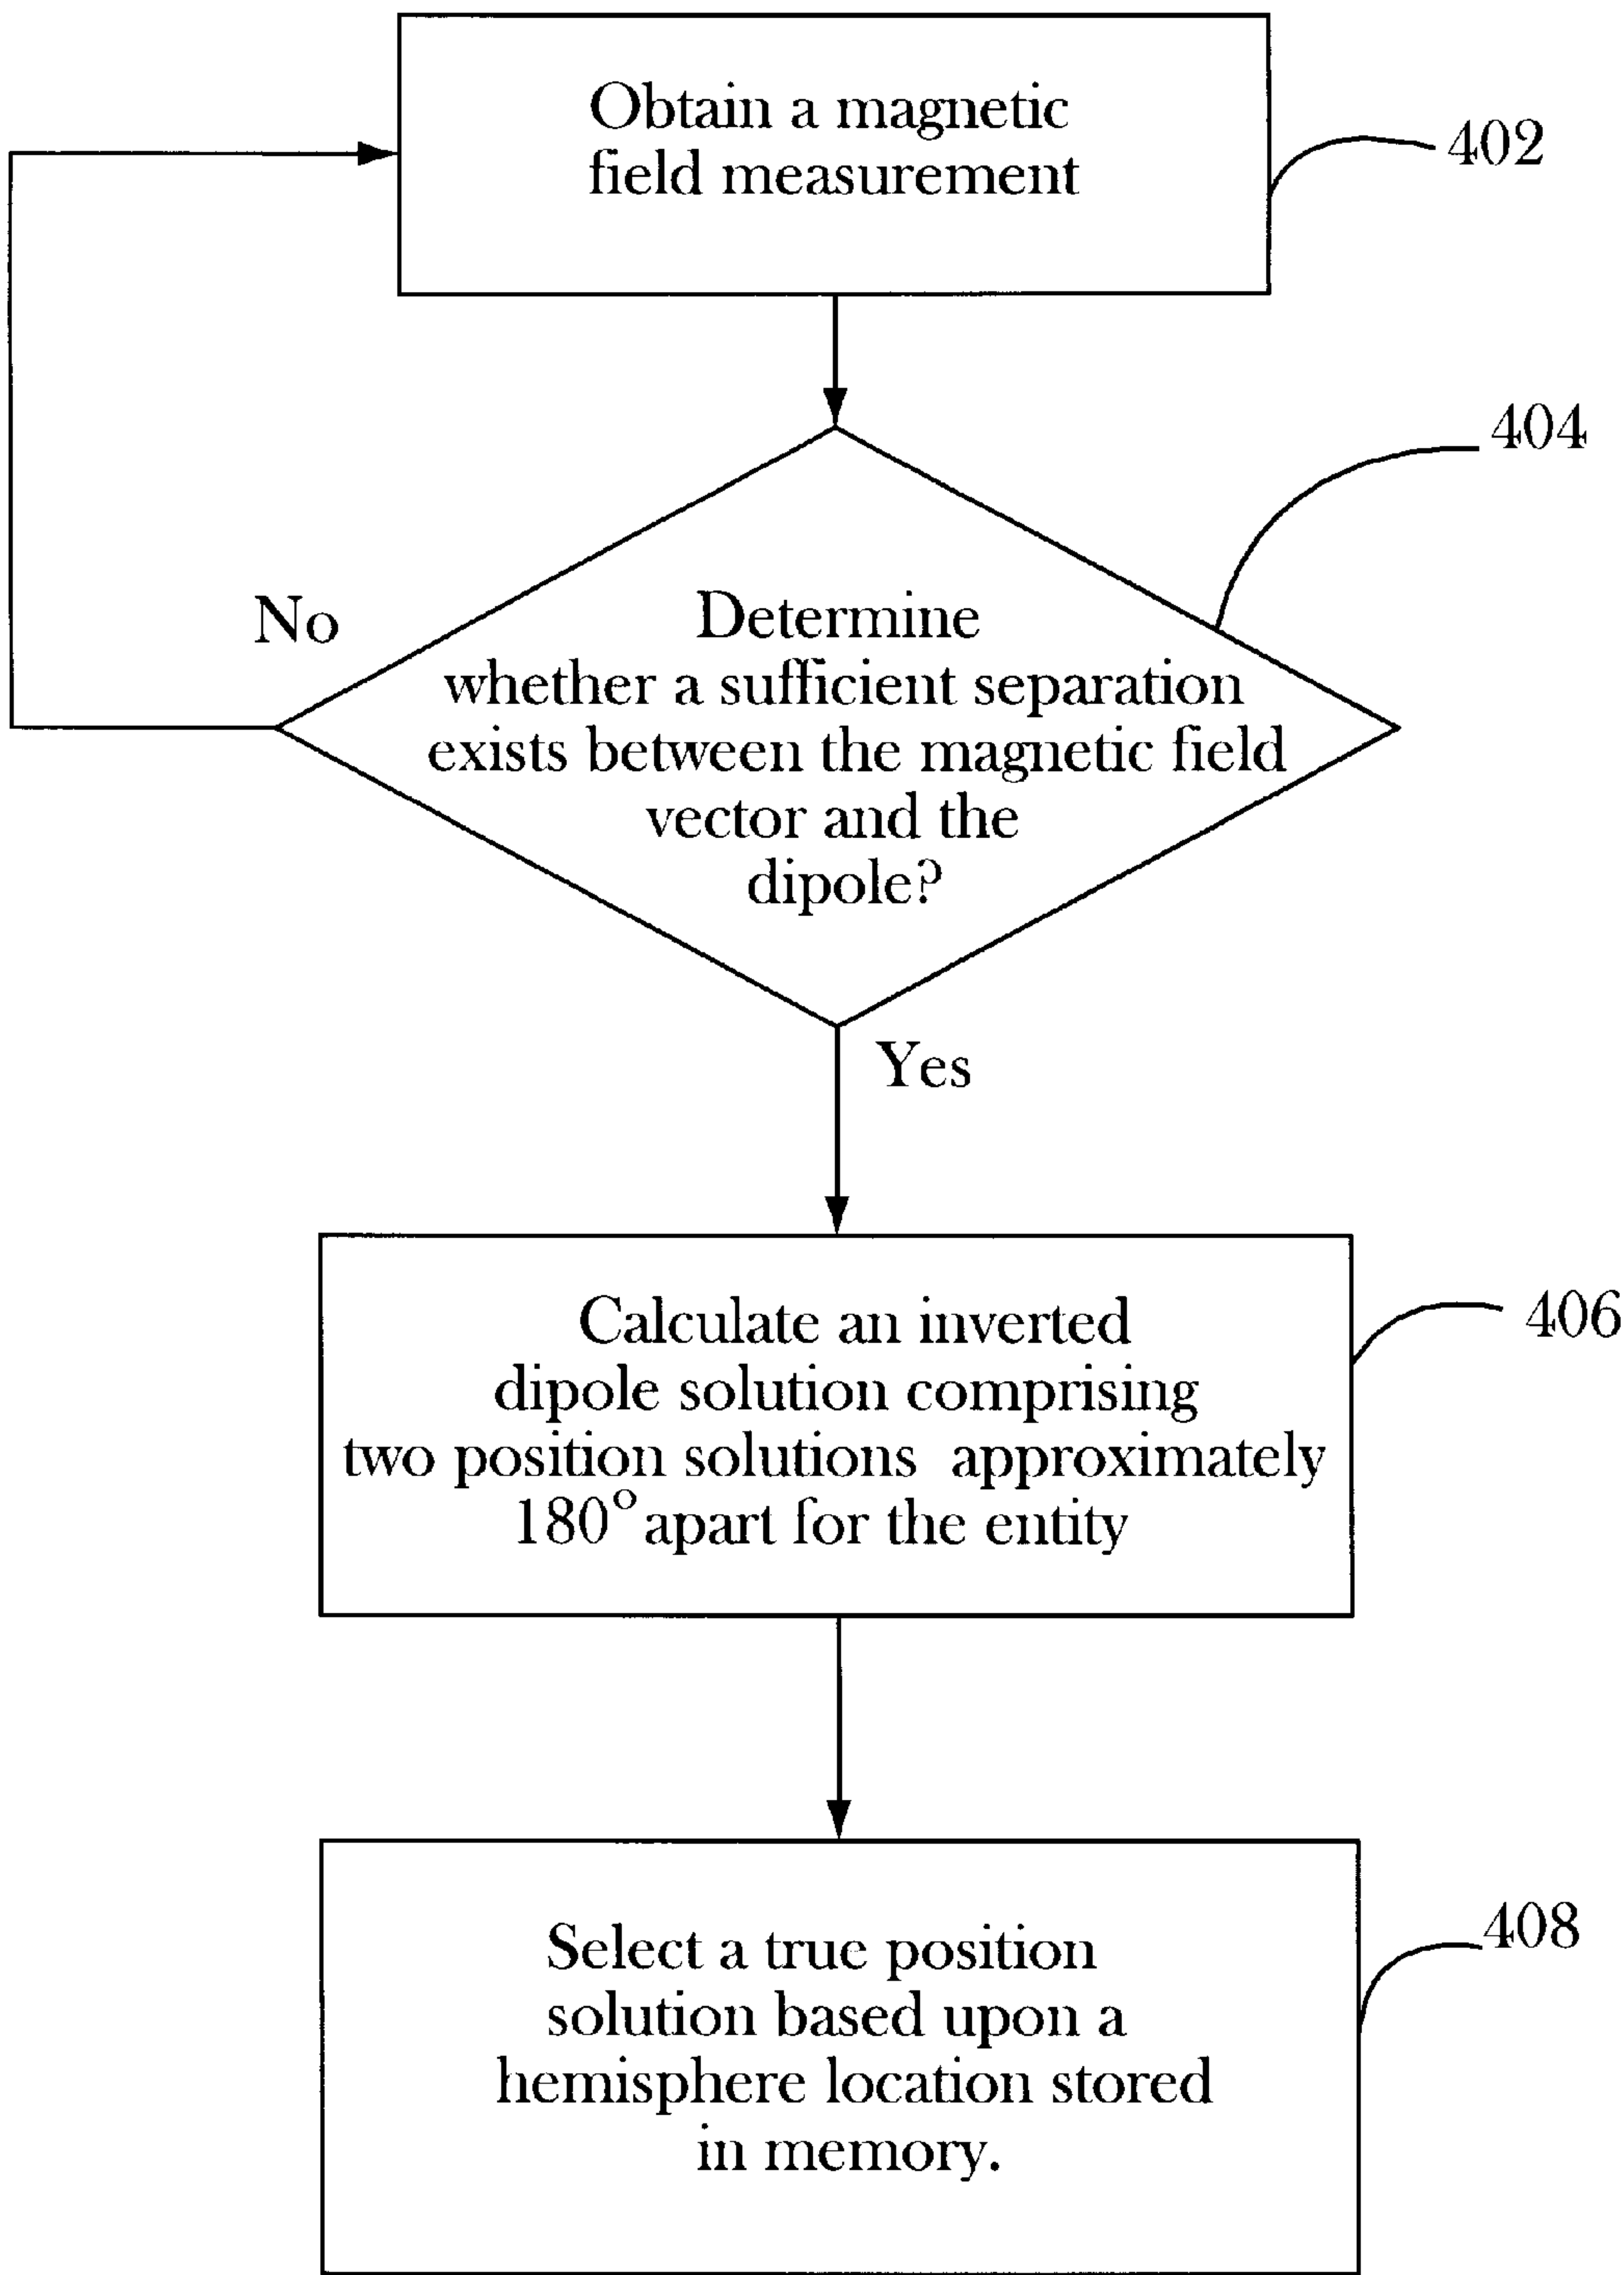 Obtain a magnetic
field measurement
402
404
No
Determine
whether a sufficient separation
exists between the magnetic field
vector and the
dipole?
Yes
Calculate an inverted
dipole solution comprising
two position solutions approximately
180° apart for the entity
406
Select a true position
solution based upon a
hemisphere location stored
in memory.
408